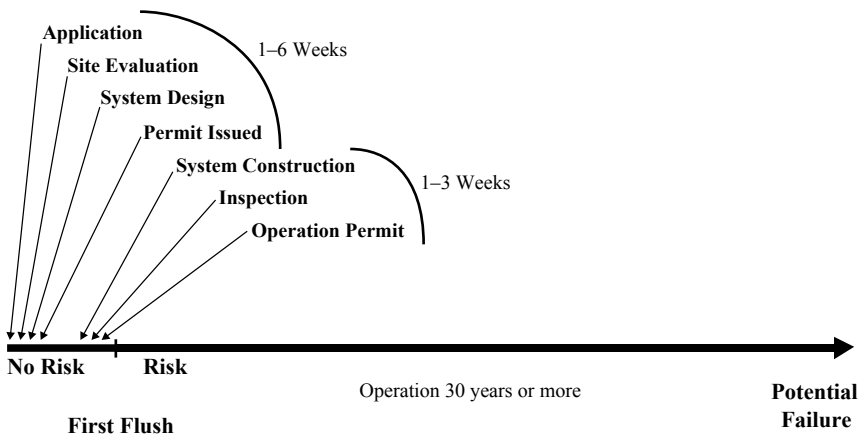 Application
1–6 Weeks
Site Evaluation
System Design
Permit Issued
System Construction
1–3 Weeks
Inspection
Operation Permit
No Risk
Risk
Operation 30 years or more
Potential
Failure
First Flush